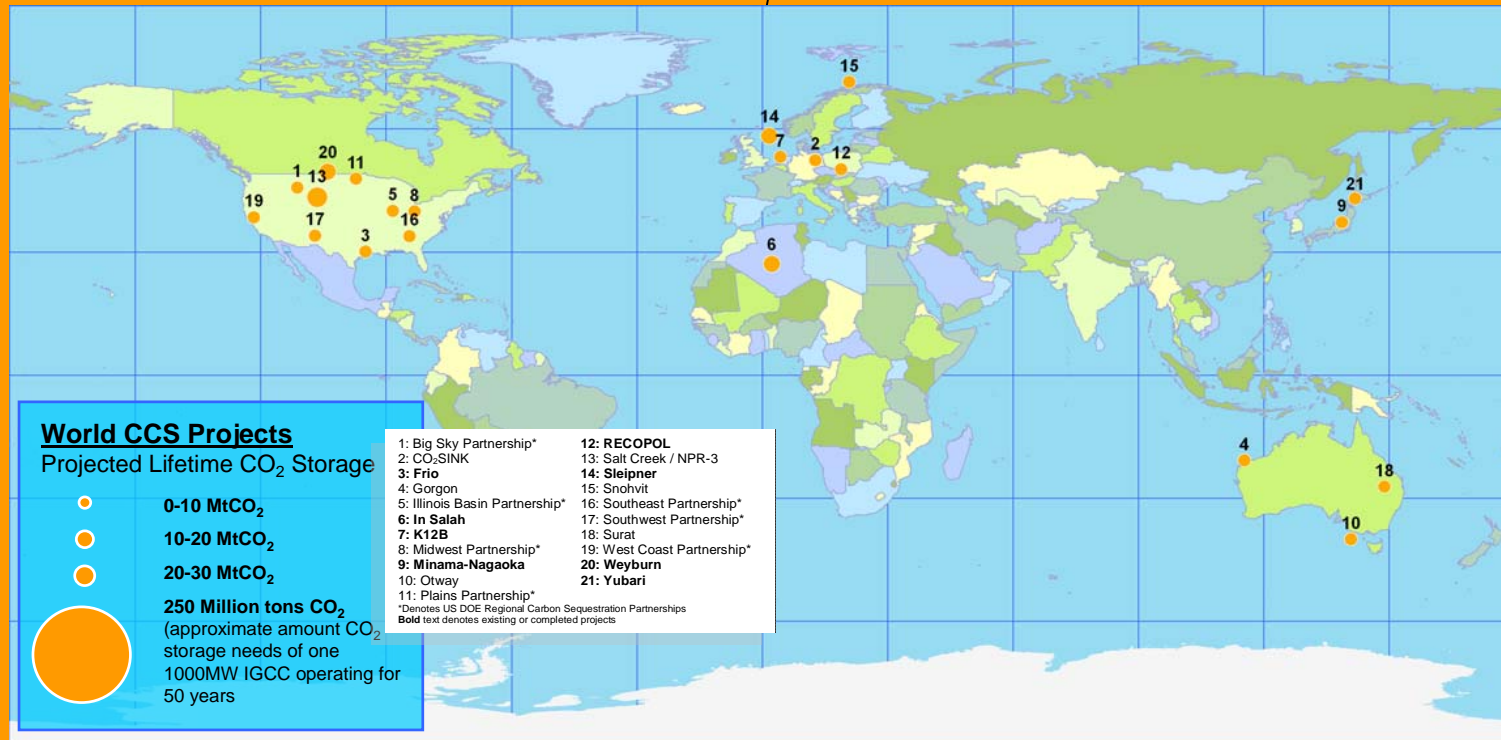 15
14
7
2
12
20
11
1
13
21
5
8
19
9
17
16
3
6
4
18
10
World CCS Projects
Projected Lifetime CO₂ Storage
0-10 MtCO₂
10-20 MtCO₂
20-30 MtCO₂
250 Million tons CO₂
(approximate amount CO₂
storage needs of one
1000MW IGCC operating for
50 years
1: Big Sky Partnership*
2: CO₂SINK
3: Frio
4: Gorgon
5: Illinois Basin Partnership*
6: In Salah
7: K12B
8: Midwest Partnership*
9: Minama-Nagaoka
10: Otway
11: Plains Partnership*
12: RECOPOL
13: Salt Creek / NPR-3
14: Sleipner
15: Snohvit
16: Southeast Partnership*
17: Southwest Partnership*
18: Surat
19: West Coast Partnership*
20: Weyburn
21: Yubari
*Denotes US DOE Regional Carbon Sequestration Partnerships
Bold text denotes existing or completed projects